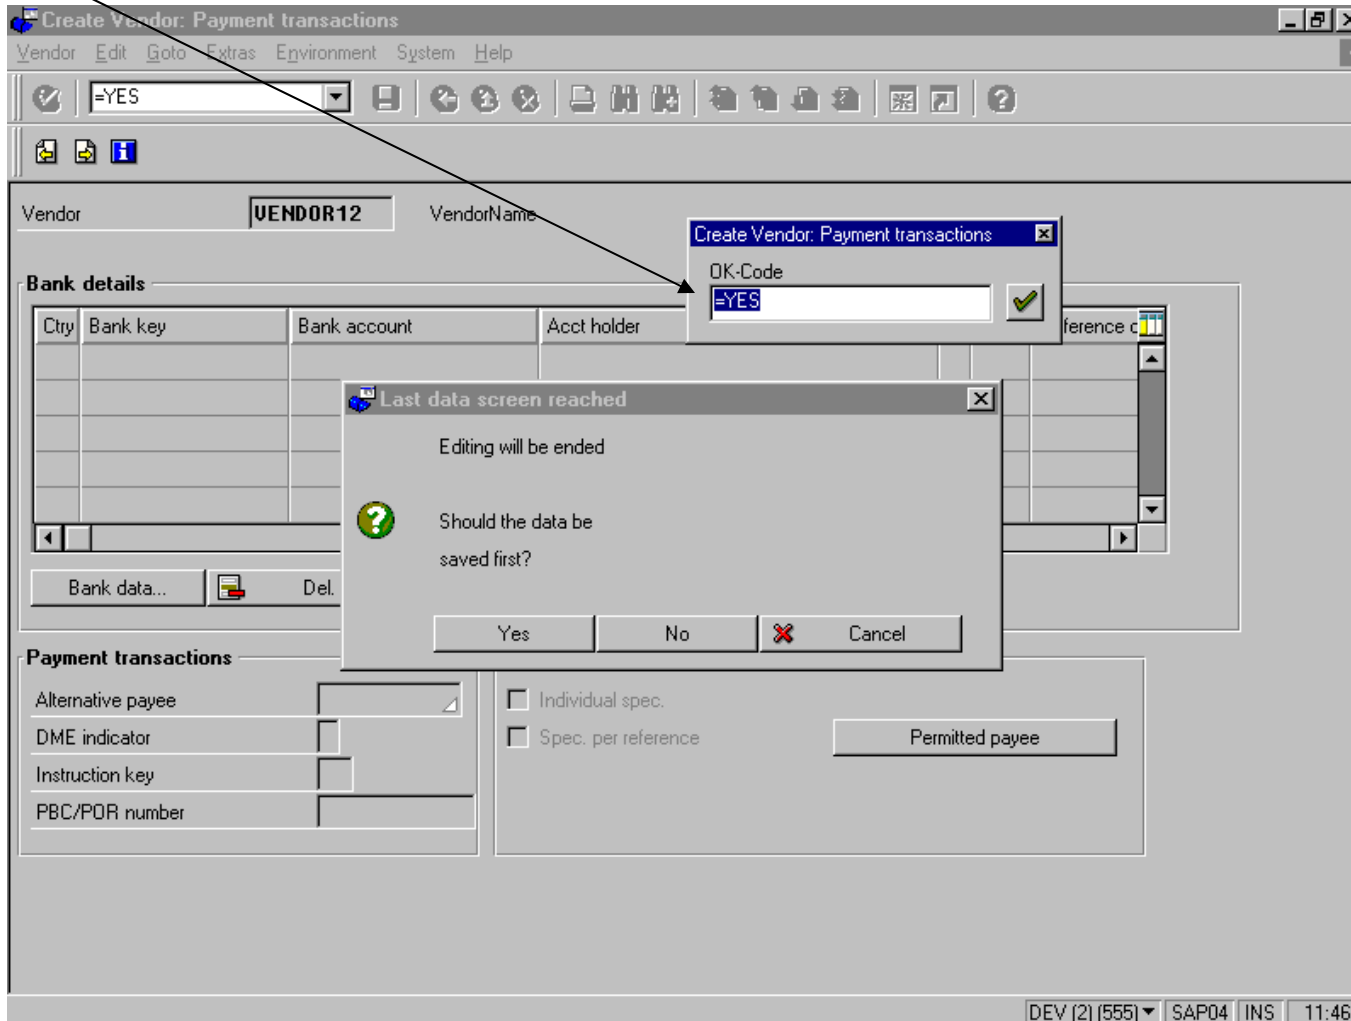 Create Vendor: Payment transactions
Vendor Edit Goto Extras Environment System Help
=YES
Vendor VENDOR12 VendorName
Create Vendor: Payment transactions
OK-Code
=YES
Bank details
Ctry Bank key Bank account Acct holder ference c
Last data screen reached
Editing will be ended
Should the data be
saved first?
Bank data... Del.
Yes No Cancel
Payment transactions
Alternative payee
Individual spec.
DME indicator
Spec. per reference
Permitted payee
Instruction key
PBC/POR number
DEV (2) (555) SAP04 INS 11:46